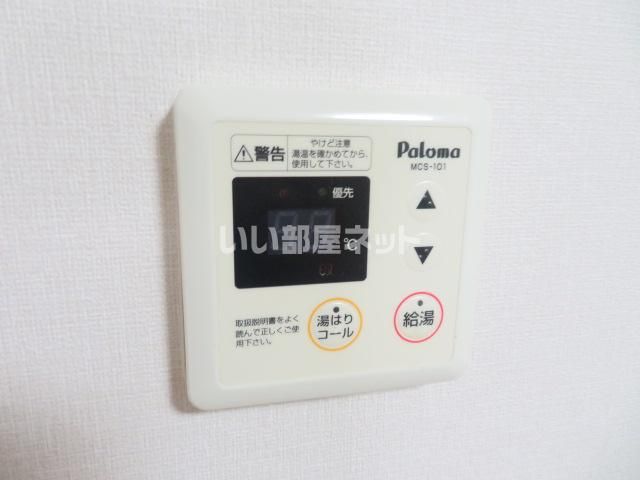 警告
やけど注意
湯温を確かめてから、
使用して下さい。
Paloma
MCS-101
優先
℃
いい部屋ネット
取扱説明書をよく
読んで正しくご使
用下さい。
湯はり
コール
給湯